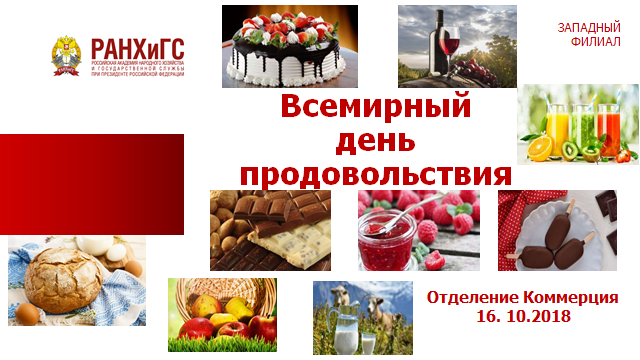 РАНХиГС
РОССИЙСКАЯ АКАДЕМИЯ НАРОДНОГО ХОЗЯЙСТВА
И ГОСУДАРСТВЕННОЙ СЛУЖБЫ
ПРИ ПРЕЗИДЕНТЕ РОССИЙСКОЙ ФЕДЕРАЦИИ
ЗАПАДНЫЙ
ФИЛИАЛ
Всемирный
день
продовольствия
Отделение Коммерция
16. 10.2018